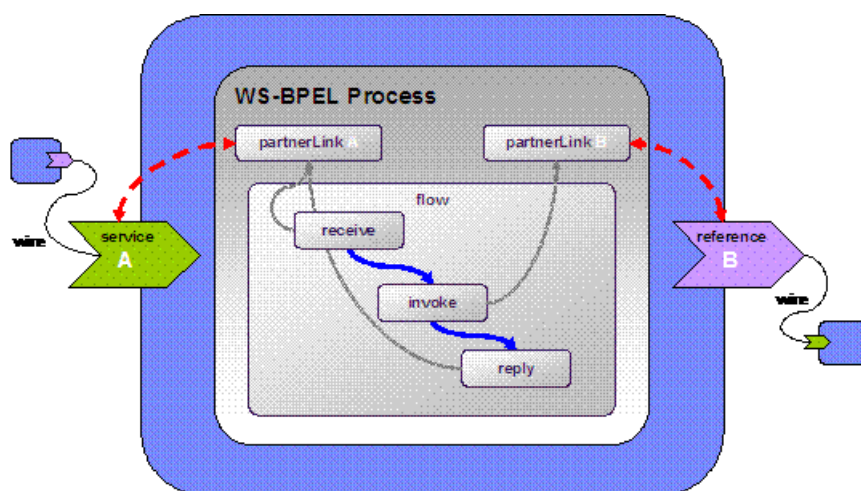 WS-BPEL Process
partnerLink A
partnerLink B
flow
receive
invoke
reply
wire
service
A
reference
B
wire